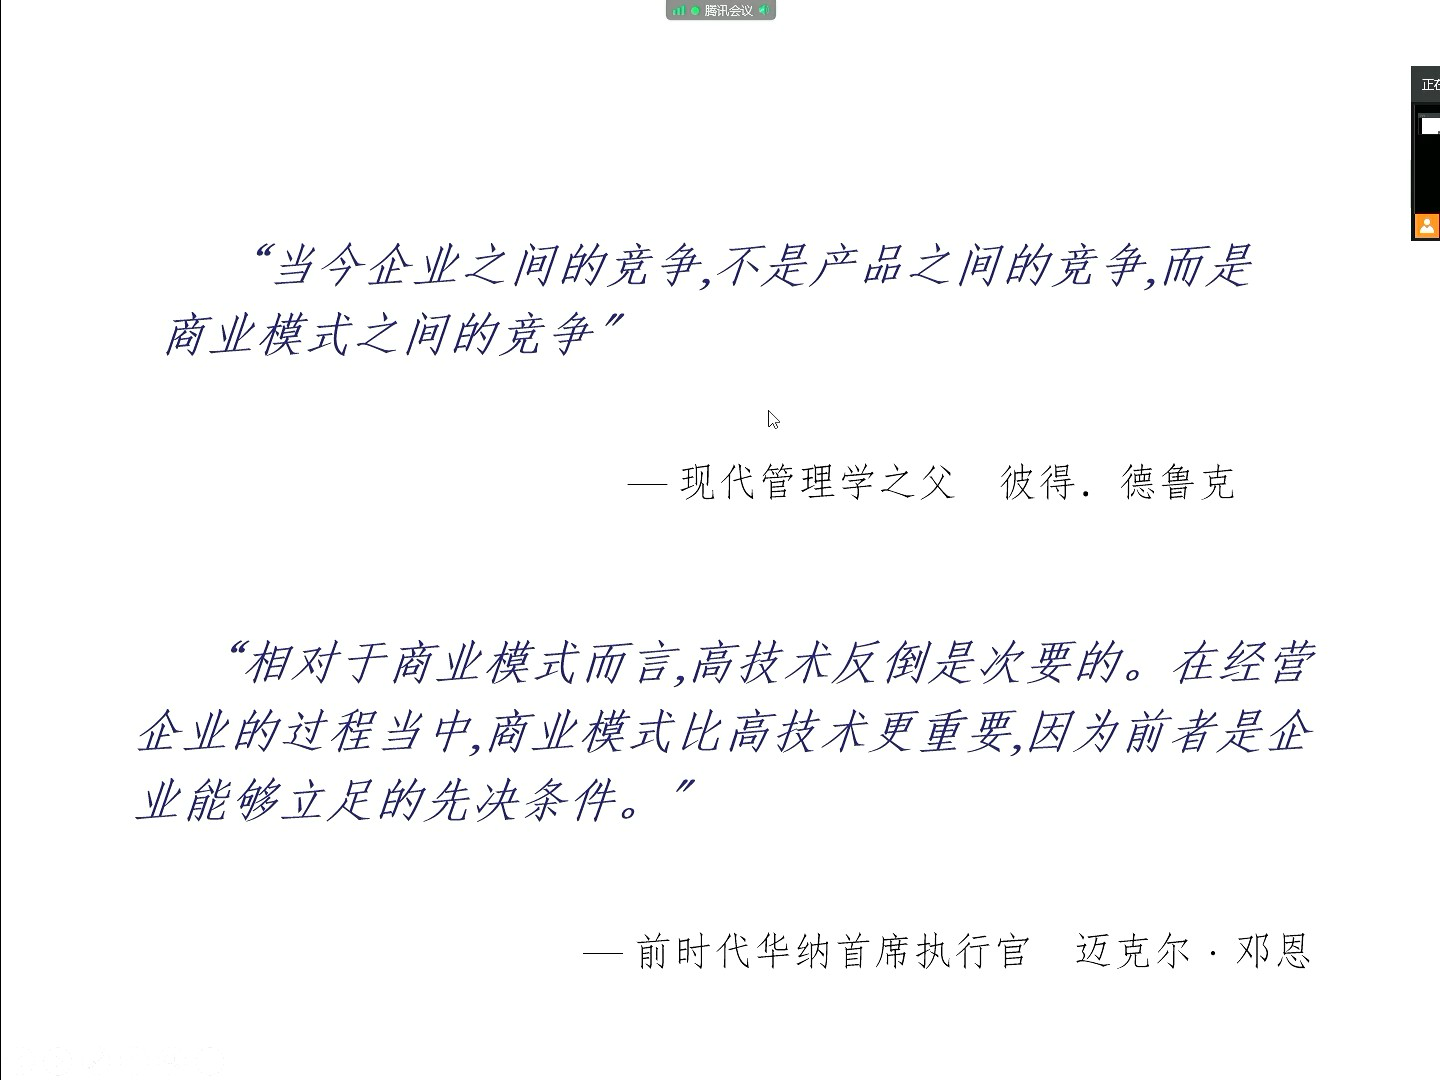 腾讯会议
正在
“当今企业之间的竞争,不是产品之间的竞争,而是
商业模式之间的竞争”
— 现代管理学之父　彼得．德鲁克
“相对于商业模式而言,高技术反倒是次要的。在经营
企业的过程当中,商业模式比高技术更重要,因为前者是企
业能够立足的先决条件。”
— 前时代华纳首席执行官　迈克尔·邓恩